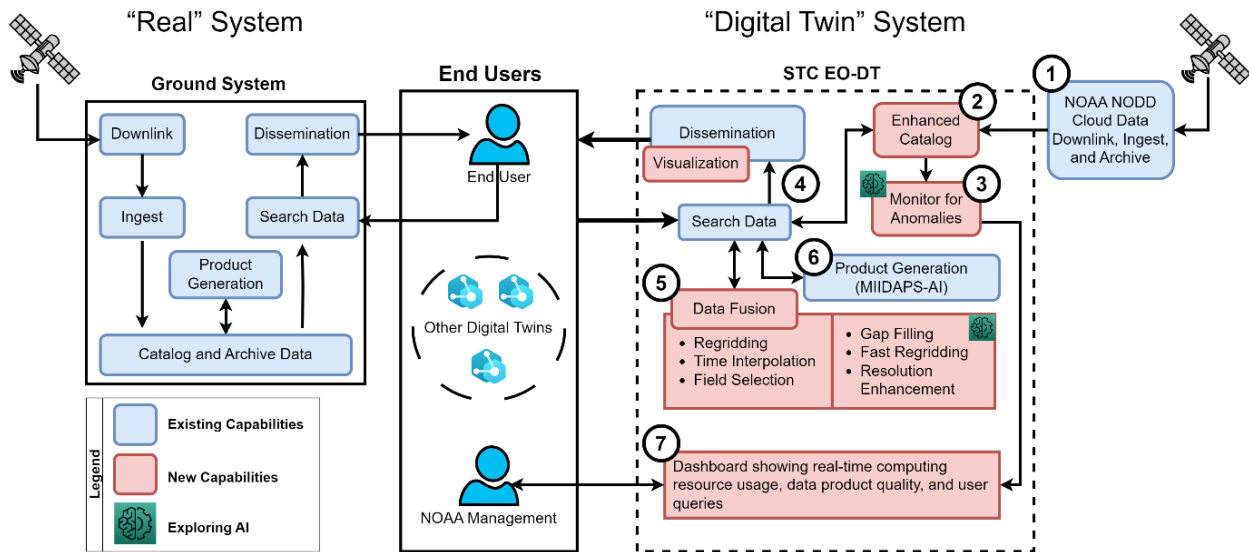 “Real” System
“Digital Twin” System
Ground System
Downlink
Dissemination
Ingest
Search Data
Product
Generation
Catalog and Archive Data
Legend
Existing Capabilities
New Capabilities
Exploring AI
End Users
End User
Other Digital Twins
NOAA Management
STC EO-DT
1
NOAA NODD
Cloud Data
Downlink, Ingest,
and Archive
2
Enhanced
Catalog
3
Monitor for
Anomalies
Dissemination
Visualization
4
Search Data
5
Data Fusion
• Regridding
• Time Interpolation
• Field Selection
• Gap Filling
• Fast Regridding
• Resolution
Enhancement
6
Product Generation
(MIIDAPS-AI)
7
Dashboard showing real-time computing
resource usage, data product quality, and user
queries